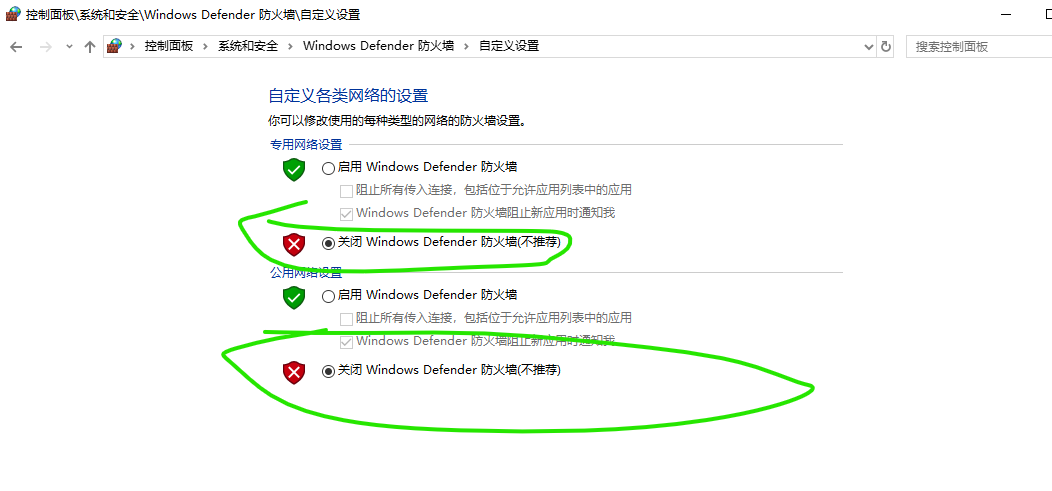 控制面板\系统和安全\Windows Defender 防火墙\自定义设置
控制面板 › 系统和安全 › Windows Defender 防火墙 › 自定义设置
搜索控制面板
自定义各类网络的设置
你可以修改使用的每种类型的网络的防火墙设置。
专用网络设置
启用 Windows Defender 防火墙
阻止所有传入连接，包括位于允许应用列表中的应用
Windows Defender 防火墙阻止新应用时通知我
关闭 Windows Defender 防火墙(不推荐)
公用网络设置
启用 Windows Defender 防火墙
阻止所有传入连接，包括位于允许应用列表中的应用
Windows Defender 防火墙阻止新应用时通知我
关闭 Windows Defender 防火墙(不推荐)